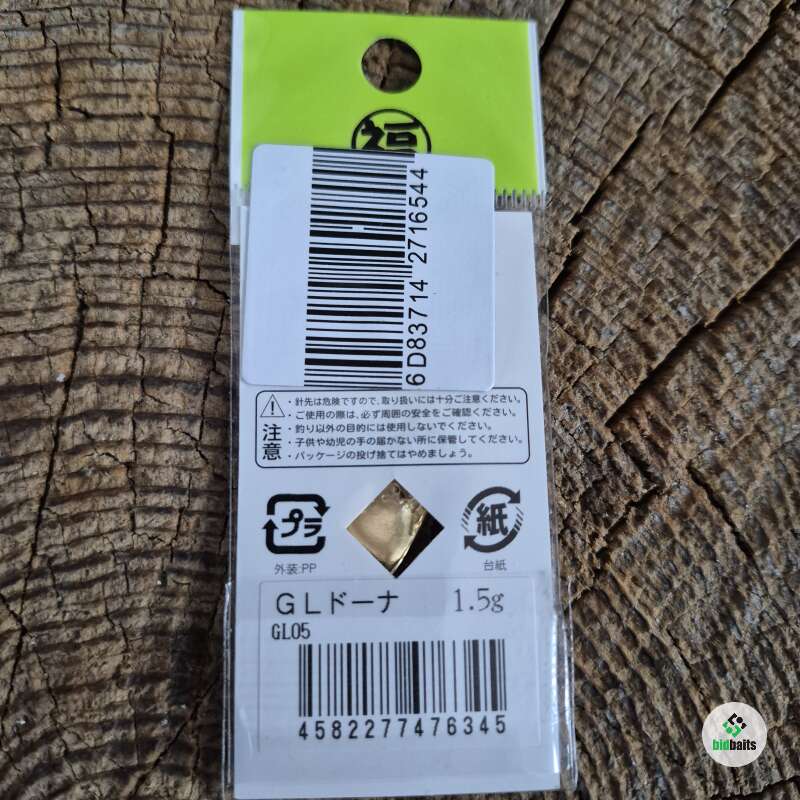 福
6D83714 2716544
注意
・針先は危険ですので、取り扱いには十分ご注意ください。
・ご使用の際は、必ず周囲の安全をご確認ください。
・釣り以外の目的には使用しないでください。
・子供や幼児の手の届かない所に保管してください。
・パッケージの投げ捨てはやめましょう。
プラ
紙
外装:PP
台紙
GLドーナ 1.5g
GL05
4582277476345
bidbaits